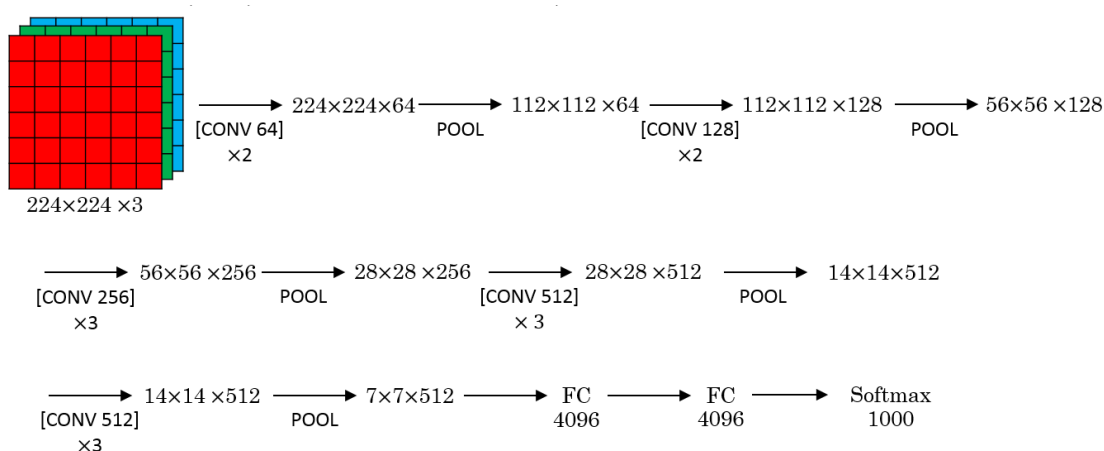 224×224×64 112×112 ×64 112×112 ×128 56×56 ×128
[CONV 64] POOL [CONV 128] POOL
×2 ×2
224×224 ×3
56×56 ×256 28×28 ×256 28×28 ×512 14×14×512
[CONV 256] POOL [CONV 512] POOL
×3 × 3
14×14 ×512 7×7×512 FC FC Softmax
[CONV 512] POOL 4096 4096 1000
×3